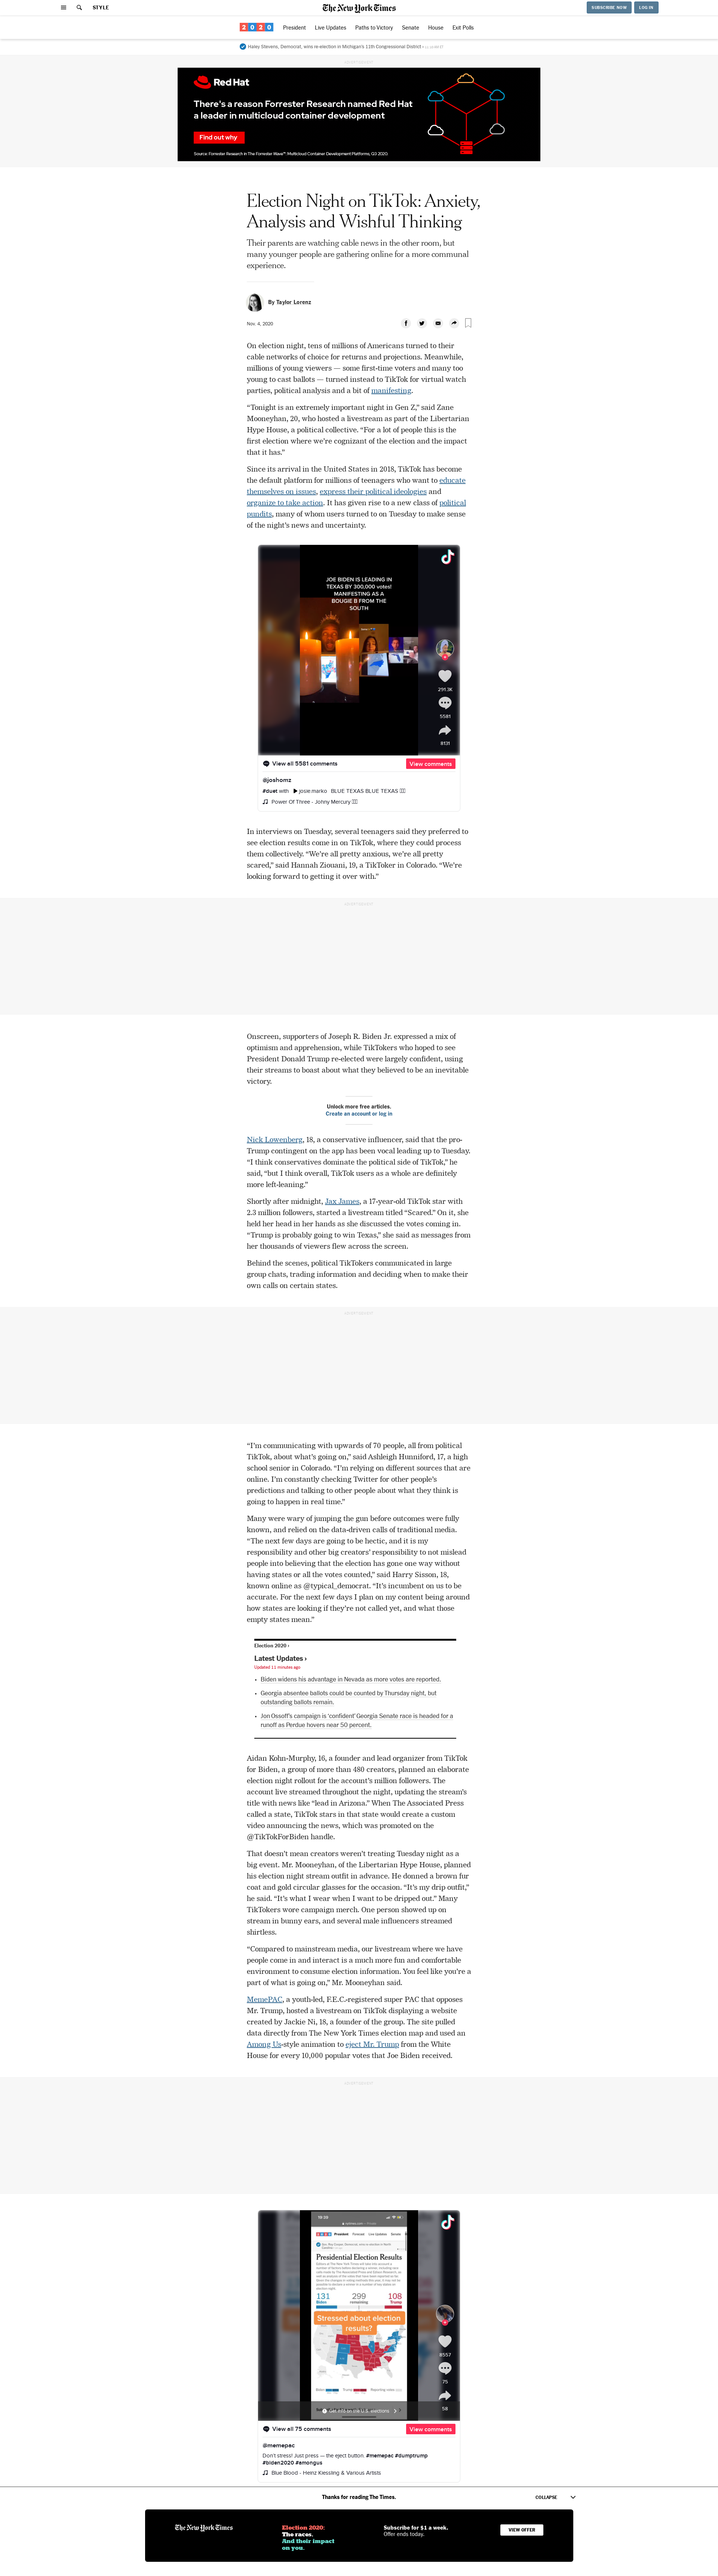 STYLE
The New York Times
SUBSCRIBE NOW
LOG IN
2020 President Live Updates Paths to Victory Senate House Exit Polls
Haley Stevens, Democrat, wins re-election in Michigan's 11th Congressional District
ADVERTISEMENT
Red Hat
There's a reason Forrester Research named Red Hat
a leader in multicloud container development
Find out why
Source: Forrester Research in The Forrester Wave™: Multicloud Container Development Platforms, Q3 2020
Election Night on TikTok: Anxiety,
Analysis and Wishful Thinking
Their parents are watching cable news in the other room, but
many younger people are gathering online for a more communal
experience.
By Taylor Lorenz
Nov. 4, 2020
On election night, tens of millions of Americans turned to their
cable networks of choice for returns and projections. Meanwhile,
millions of young viewers — some first-time voters and many too
young to cast ballots — turned instead to TikTok for virtual watch
parties, political analysis and a bit of manifesting.
“Tonight is an extremely important night in Gen Z,” said Zane
Mooneyhan, 20, who hosted a livestream as part of the Libertarian
Hype House, a political collective. “For a lot of people this is the
first election where we’re cognizant of the election and the impact
that it has.”
Since its arrival in the United States in 2018, TikTok has become
the default platform for millions of teenagers who want to educate
themselves on issues, express their political ideologies and
organize to take action. It has given rise to a new class of political
pundits, many of whom users turned to on Tuesday to make sense
of the night’s news and uncertainty.
JOE BIDEN IS LEADING IN
TEXAS BY 300,000 votes!
MANIFESTING AS A
BOUGIE B FROM THE
SOUTH
291.3K
5581
8131
View all 5581 comments
View comments
@joshomz
#duet with josie.marko BLUE TEXAS BLUE TEXAS
Power Of Three - Johny Mercury
In interviews on Tuesday, several teenagers said they preferred to
see election results come in on TikTok, where they could process
them collectively. “We’re all pretty anxious, we’re all pretty
scared,” said Hannah Ziouani, 19, a TikToker in Colorado. “We’re
looking forward to getting it over with.”
ADVERTISEMENT
Onscreen, supporters of Joseph R. Biden Jr. expressed a mix of
optimism and apprehension, while TikTokers who hoped to see
President Donald Trump re-elected were largely confident, using
their streams to boast about what they believed to be an inevitable
victory.
Unlock more free articles.
Create an account or log in
Nick Lowenberg, 18, a conservative influencer, said that the pro-
Trump contingent on the app has been vocal leading up to Tuesday.
“I think conservatives dominate the political side of TikTok,” he
said, “but I think overall, TikTok users as a whole are definitely
more left-leaning.”
Shortly after midnight, Jax James, a 17-year-old TikTok star with
2.3 million followers, started a livestream titled “Scared.” On it, she
held her head in her hands as she discussed the votes coming in.
“Trump is probably going to win Texas,” she said as messages from
her thousands of viewers flew across the screen.
Behind the scenes, political TikTokers communicated in large
group chats, trading information and deciding when to make their
own calls on certain states.
ADVERTISEMENT
“I’m communicating with upwards of 70 people, all from political
TikTok, about what’s going on,” said Ashleigh Hunniford, 17, a high
school senior in Colorado. “I’m relying on different sources that are
online. I’m constantly checking Twitter for other people’s
predictions and talking to other people about what they think is
going to happen in real time.”
Many were wary of jumping the gun before outcomes were fully
known, and relied on the data-driven calls of traditional media.
“The next few days are going to be hectic, and it is my
responsibility and other big creators’ responsibility to not mislead
people into believing that the election has gone one way without
having states or all the votes counted,” said Harry Sisson, 18,
known online as @typical_democrat. “It’s incumbent on us to be
accurate. For the next few days I plan on my content being around
how states are looking if they’re not called yet, and what those
empty states mean.”
Election 2020 ›
Latest Updates ›
Updated 11 minutes ago
• Biden widens his advantage in Nevada as more votes are reported.
• Georgia absentee ballots could be counted by Thursday night, but
outstanding ballots remain.
• Jon Ossoff’s campaign is ‘confident’ Georgia Senate race is headed for a
runoff as Perdue hovers near 50 percent.
Aidan Kohn-Murphy, 16, a founder and lead organizer from TikTok
for Biden, a group of more than 480 creators, planned an elaborate
election night rollout for the account’s million followers. The
account live streamed throughout the night, updating the stream’s
title with news like “lead in Arizona.” When The Associated Press
called a state, TikTok stars in that state would create a custom
video announcing the news, which was promoted on the
@TikTokForBiden handle.
That doesn’t mean creators weren’t treating Tuesday night as a
big event. Mr. Mooneyhan, of the Libertarian Hype House, planned
his election night stream outfit in advance. He donned a brown fur
coat and gold circular glasses for the occasion. “It’s my drip outfit,”
he said. “It’s what I wear when I want to be dripped out.” Many
TikTokers wore campaign merch. One person showed up on
stream in bunny ears, and several male influencers streamed
shirtless.
“Compared to mainstream media, our livestream where we have
people come in and interact is a much more fun and comfortable
environment to consume election information. You feel like you’re a
part of what is going on,” Mr. Mooneyhan said.
MemePAC, a youth-led, F.E.C.-registered super PAC that opposes
Mr. Trump, hosted a livestream on TikTok displaying a website
created by Jackie Ni, 18, a founder of the group. The site pulled
data directly from The New York Times election map and used an
Among Us-style animation to eject Mr. Trump from the White
House for every 10,000 popular votes that Joe Biden received.
ADVERTISEMENT
Presidential Election Results
131 299 108
Biden remaining Trump
Stressed about election
results?
8557
75
58
View all 75 comments
View comments
@memepac
Don't stress! Just press — the eject button. #memepac #dumptrump
#biden2020 #amongus
Blue Blood - Heinz Kiessling & Various Artists
Thanks for reading The Times.
COLLAPSE
The New York Times
Election 2020:
The races.
And their impact
on you.
Subscribe for $1 a week.
Offer ends today.
VIEW OFFER